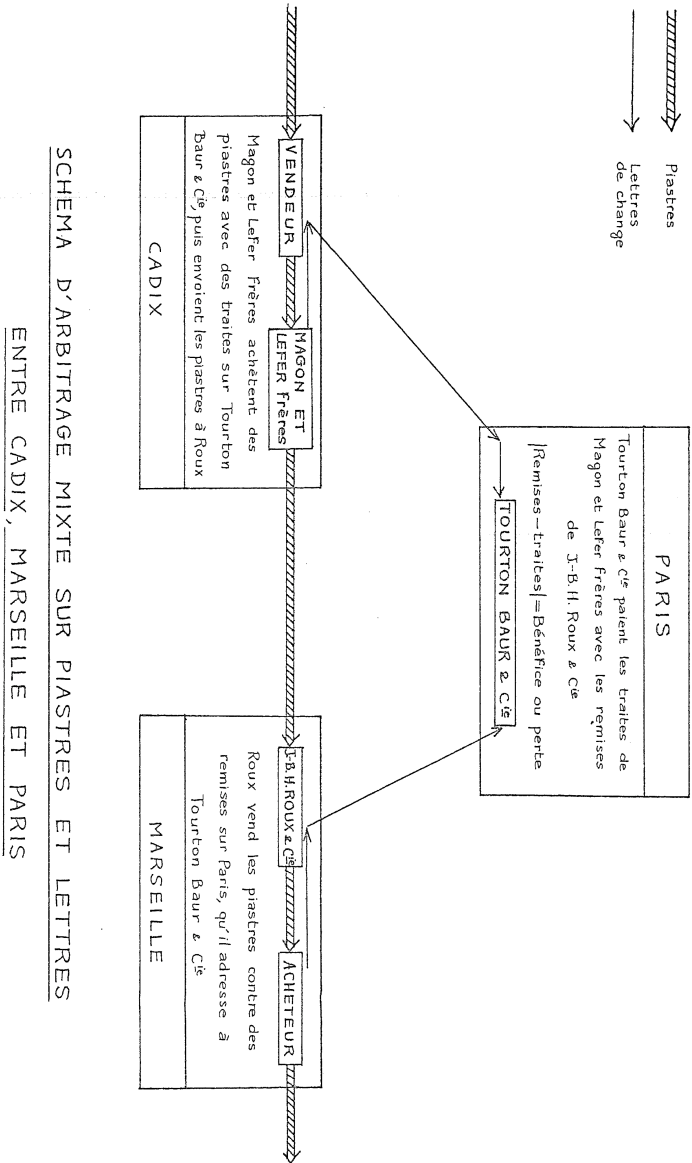 Piastres
Lettres
de change
PARIS
Tourton Baur & Cie paient les traites de
Magon et Lefer Frères avec les remises
de J.-B.H. Roux & Cie
|Remises - traites| = Bénéfice ou perte
TOURTON BAUR & Cie
VENDEUR
MAGON ET
LEFER Frères
Magon et Lefer Frères achètent des
piastres avec des traites sur Tourton
Baur & Cie, puis envoient les piastres à Roux
CADIX
J-B.H. ROUX & Cie
ACHETEUR
Roux vend les piastres contre des
remises sur Paris, qu'il adresse à
Tourton Baur & Cie
MARSEILLE
SCHEMA D'ARBITRAGE MIXTE SUR PIASTRES ET LETTRES
ENTRE CADIX, MARSEILLE ET PARIS